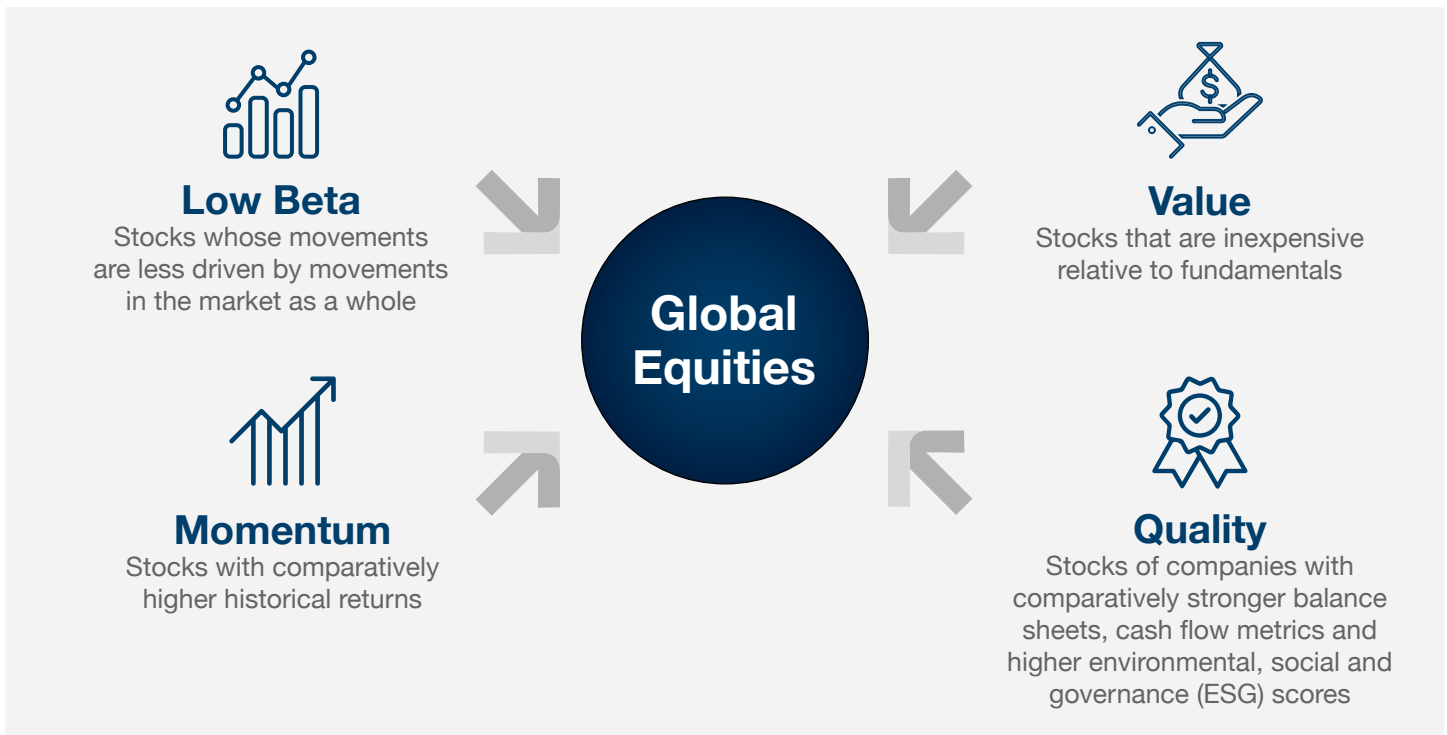 Low Beta
Stocks whose movements
are less driven by movements
in the market as a whole
Value
Stocks that are inexpensive
relative to fundamentals
$
Global
Equities
Momentum
Stocks with comparatively
higher historical returns
Quality
Stocks of companies with
comparatively stronger balance
sheets, cash flow metrics and
higher environmental, social and
governance (ESG) scores